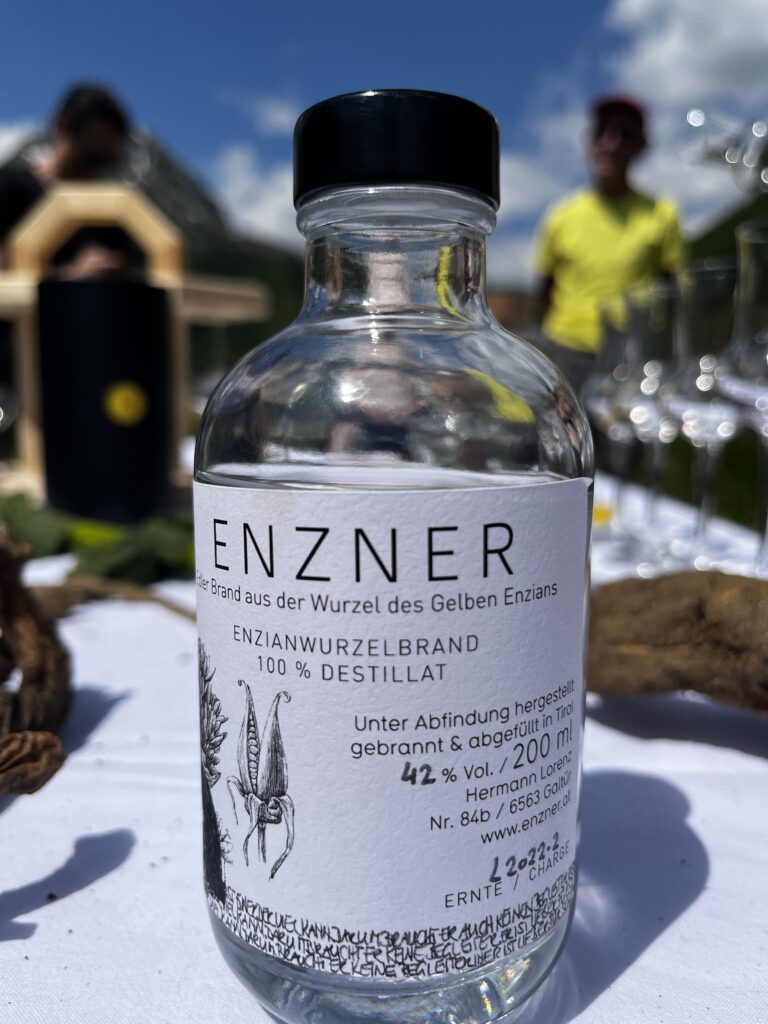 ENZNER
Edler Brand aus der Wurzel des Gelben Enzians
ENZIANWURZELBRAND
100 % DESTILLAT
Unter Abfindung hergestellt
gebrannt & abgefüllt in Tirol
42 % Vol. / 200 ml
Hermann Lorenz
Nr. 84b / 6563 Galtür
www.enzner.at
L2022.2
ERNTE / CHARGE